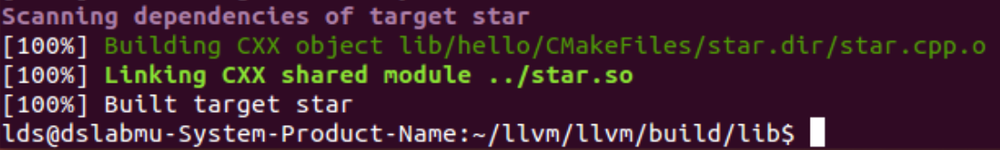 Scanning dependencies of target star
[100%] Building CXX object lib/hello/CMakeFiles/star.dir/star.cpp.o
[100%] Linking CXX shared module ../star.so
[100%] Built target star
lds@dslabmu-System-Product-Name:~/llvm/llvm/build/lib$